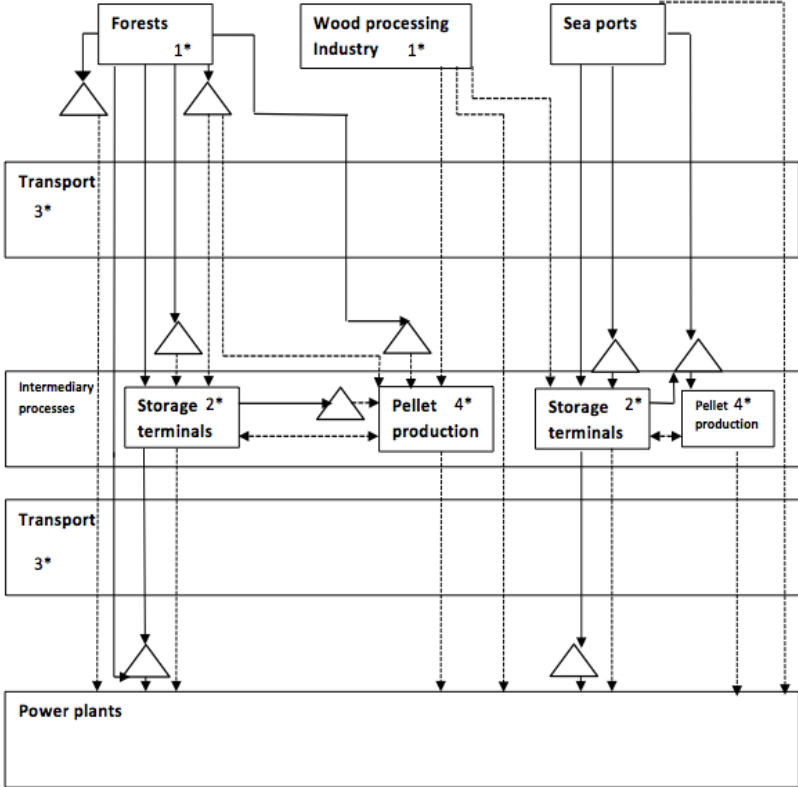 Forests
1*
Wood processing
Industry 1*
Sea ports
Transport
3*
Intermediary
processes
Storage 2*
terminals
Pellet 4*
production
Storage 2*
terminals
Pellet 4*
production
Transport
3*
Power plants